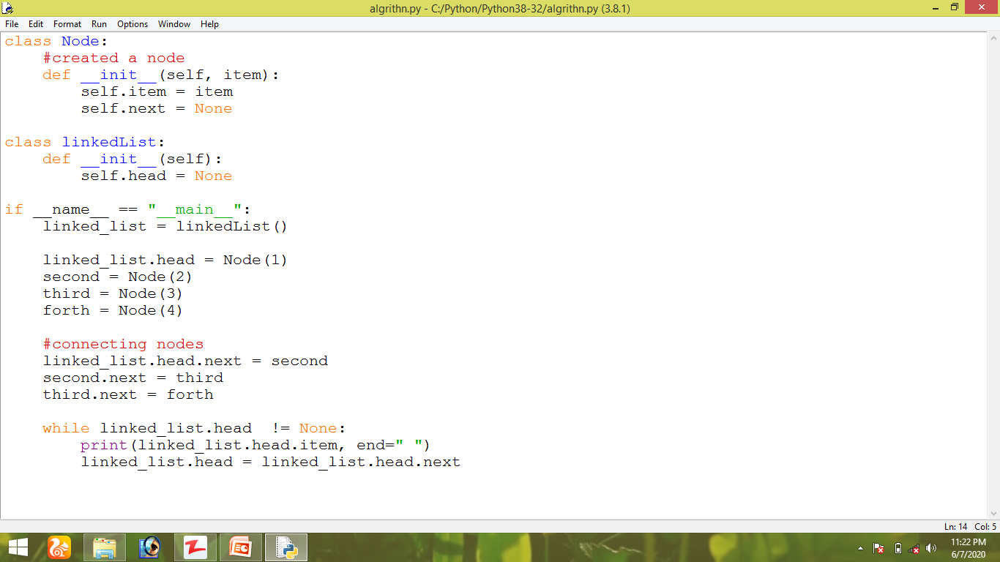 algrithn.py - C:/Python/Python38-32/algrithn.py (3.8.1)
File Edit Format Run Options Window Help
class Node:
    #created a node
    def __init__(self, item):
        self.item = item
        self.next = None

class linkedList:
    def __init__(self):
        self.head = None

if __name__ == "__main__":
    linked_list = linkedList()

    linked_list.head = Node(1)
    second = Node(2)
    third = Node(3)
    forth = Node(4)

    #connecting nodes
    linked_list.head.next = second
    second.next = third
    third.next = forth

    while linked_list.head  != None:
        print(linked_list.head.item, end=" ")
        linked_list.head = linked_list.head.next
Ln: 14 Col: 5
11:22 PM
6/7/2020